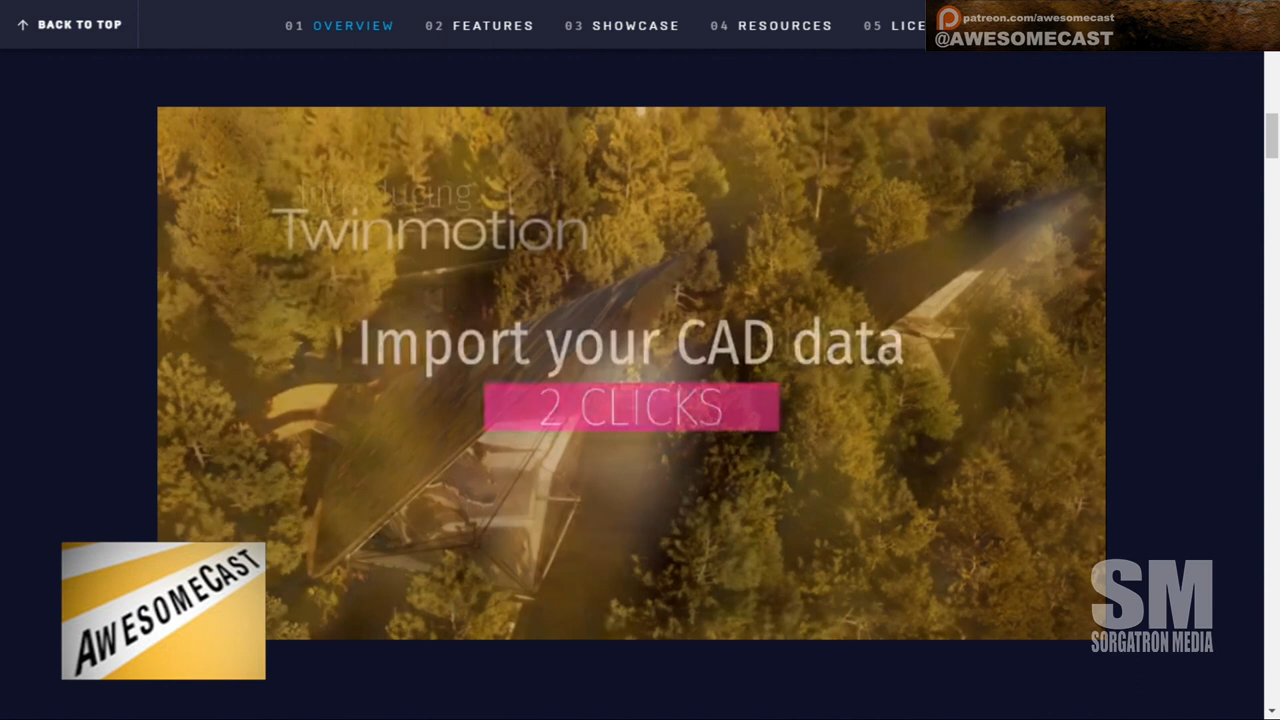 BACK TO TOP
01 OVERVIEW
02 FEATURES
03 SHOWCASE
04 RESOURCES
05 LICE
patreon.com/awesomecast
@AWESOMECAST
Introducing
Twinmotion
Import your CAD data
2 CLICKS
AWESOMECAST
SM
SORGATRON MEDIA